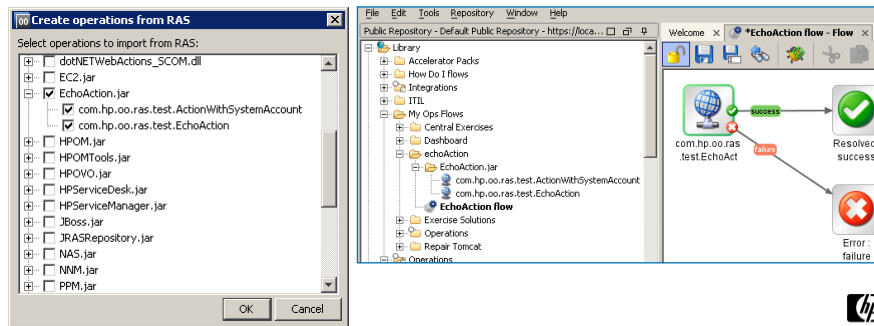 Create operations from RAS
Select operations to import from RAS:
dotNETWebActions_SCOM.dll
EC2.jar
EchoAction.jar
com.hp.oo.ras.test.ActionWithSystemAccount
com.hp.oo.ras.test.EchoAction
HPOM.jar
HPOMTools.jar
HPOVO.jar
HPServiceDesk.jar
HPServiceManager.jar
JBoss.jar
JRASRepository.jar
NAS.jar
NNM.jar
PPM.jar
OK Cancel
File Edit Tools Repository Window Help
Public Repository - Default Public Repository - https://loca...
Library
Accelerator Packs
How Do I flows
Integrations
ITIL
My Ops Flows
Central Exercises
Dashboard
echoAction
EchoAction.jar
com.hp.oo.ras.test.ActionWithSystemAccount
com.hp.oo.ras.test.EchoAction
EchoAction flow
Exercise Solutions
Operations
Repair Tomcat
Operations
Welcome *EchoAction flow - Flow
success
failure
com.hp.oo.ras
.test.EchoAct
Resolved
success
Error :
failure
hp